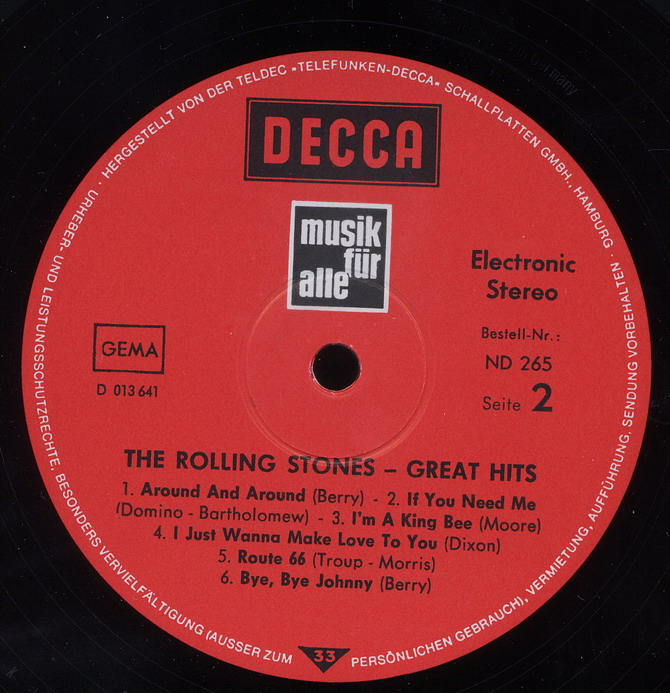 HERGESTELLT VON DER TELDEC »TELEFUNKEN-DECCA« SCHALLPLATTEN GMBH., HAMBURG · URHEBER- UND LEISTUNGSSCHUTZRECHTE, BESONDERS VERVIELFÄLTIGUNG (AUSSER ZUM PERSÖNLICHEN GEBRAUCH), VERMIETUNG, AUFFÜHRUNG, SENDUNG VORBEHALTEN ·
DECCA
musik
für
alle
Electronic
Stereo
Bestell-Nr.:
ND 265
Seite 2
GEMA
D 013 641
THE ROLLING STONES – GREAT HITS
1. Around And Around (Berry) - 2. If You Need Me
(Domino - Bartholomew) - 3. I'm A King Bee (Moore)
4. I Just Wanna Make Love To You (Dixon)
5. Route 66 (Troup - Morris)
6. Bye, Bye Johnny (Berry)
33